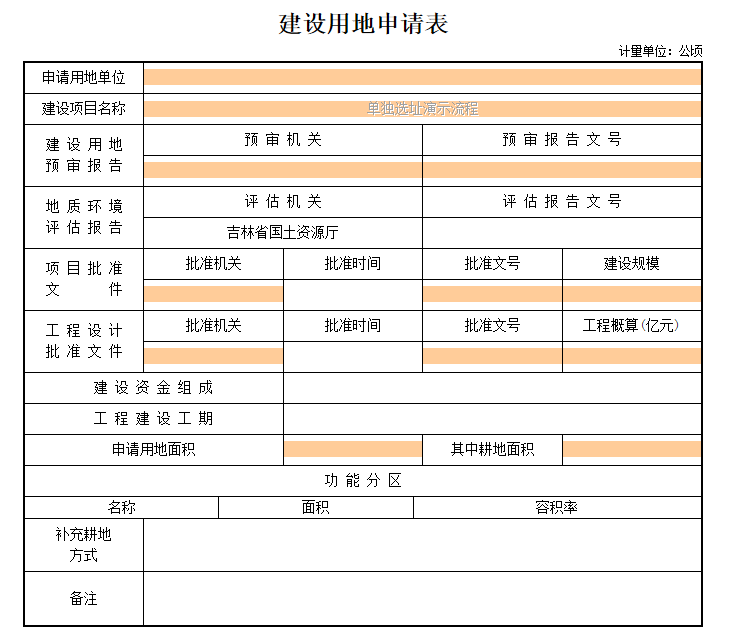 建设用地申请表
计量单位：公顷
申请用地单位
建设项目名称 单独选址演示流程
建设用地 预审机关 预审报告文号
预审报告
地质环境 评估机关 评估报告文号
评估报告 吉林省国土资源厅
项目批准 批准机关 批准时间 批准文号 建设规模
文件
工程设计 批准机关 批准时间 批准文号 工程概算(亿元)
批准文件
建设资金组成
工程建设工期
申请用地面积 其中耕地面积
功能分区
名称 面积 容积率
补充耕地
方式
备注